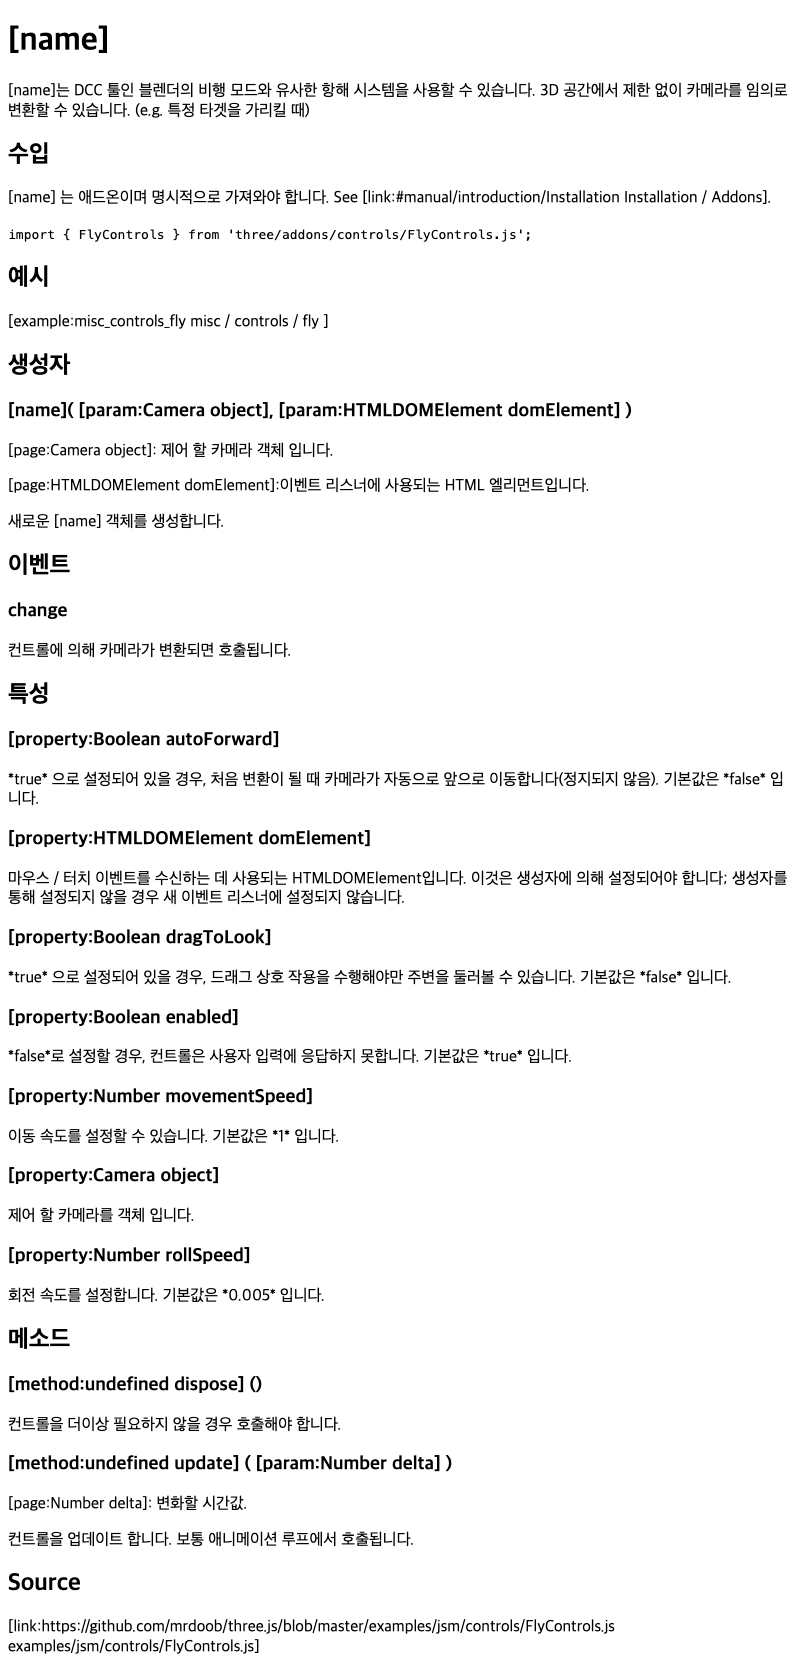 [name]
[name]는 DCC 툴인 블렌더의 비행 모드와 유사한 항해 시스템을 사용할 수 있습니다. 3D 공간에서 제한 없이 카메라를 임의로
변환할 수 있습니다. (e.g. 특정 타겟을 가리킬 때)
수입
[name] 는 애드온이며 명시적으로 가져와야 합니다. See [link:#manual/introduction/Installation Installation / Addons].
import { FlyControls } from 'three/addons/controls/FlyControls.js';
예시
[example:misc_controls_fly misc / controls / fly ]
생성자
[name]( [param:Camera object], [param:HTMLDOMElement domElement] )
[page:Camera object]: 제어 할 카메라 객체 입니다.
[page:HTMLDOMElement domElement]:이벤트 리스너에 사용되는 HTML 엘리먼트입니다.
새로운 [name] 객체를 생성합니다.
이벤트
change
컨트롤에 의해 카메라가 변환되면 호출됩니다.
특성
[property:Boolean autoForward]
*true* 으로 설정되어 있을 경우, 처음 변환이 될 때 카메라가 자동으로 앞으로 이동합니다(정지되지 않음). 기본값은 *false* 입
니다.
[property:HTMLDOMElement domElement]
마우스 / 터치 이벤트를 수신하는 데 사용되는 HTMLDOMElement입니다. 이것은 생성자에 의해 설정되어야 합니다; 생성자를
통해 설정되지 않을 경우 새 이벤트 리스너에 설정되지 않습니다.
[property:Boolean dragToLook]
*true* 으로 설정되어 있을 경우, 드래그 상호 작용을 수행해야만 주변을 둘러볼 수 있습니다. 기본값은 *false* 입니다.
[property:Boolean enabled]
*false*로 설정할 경우, 컨트롤은 사용자 입력에 응답하지 못합니다. 기본값은 *true* 입니다.
[property:Number movementSpeed]
이동 속도를 설정할 수 있습니다. 기본값은 *1* 입니다.
[property:Camera object]
제어 할 카메라를 객체 입니다.
[property:Number rollSpeed]
회전 속도를 설정합니다. 기본값은 *0.005* 입니다.
메소드
[method:undefined dispose] ()
컨트롤을 더이상 필요하지 않을 경우 호출해야 합니다.
[method:undefined update] ( [param:Number delta] )
[page:Number delta]: 변화할 시간값.
컨트롤을 업데이트 합니다. 보통 애니메이션 루프에서 호출됩니다.
Source
[link:https://github.com/mrdoob/three.js/blob/master/examples/jsm/controls/FlyControls.js
examples/jsm/controls/FlyControls.js]